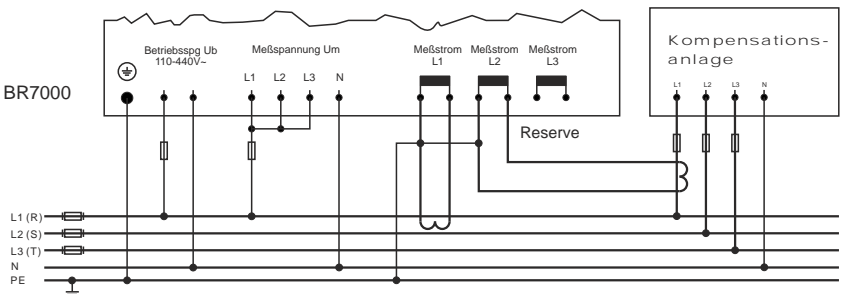 BR7000
Betriebsspg Ub
110-440V~
Meßspannung Um
L1 L2 L3 N
Meßstrom
L1
Meßstrom
L2
Meßstrom
L3
Reserve
Kompensations-
anlage
L1 L2 L3 N
L1 (R)
L2 (S)
L3 (T)
N
PE